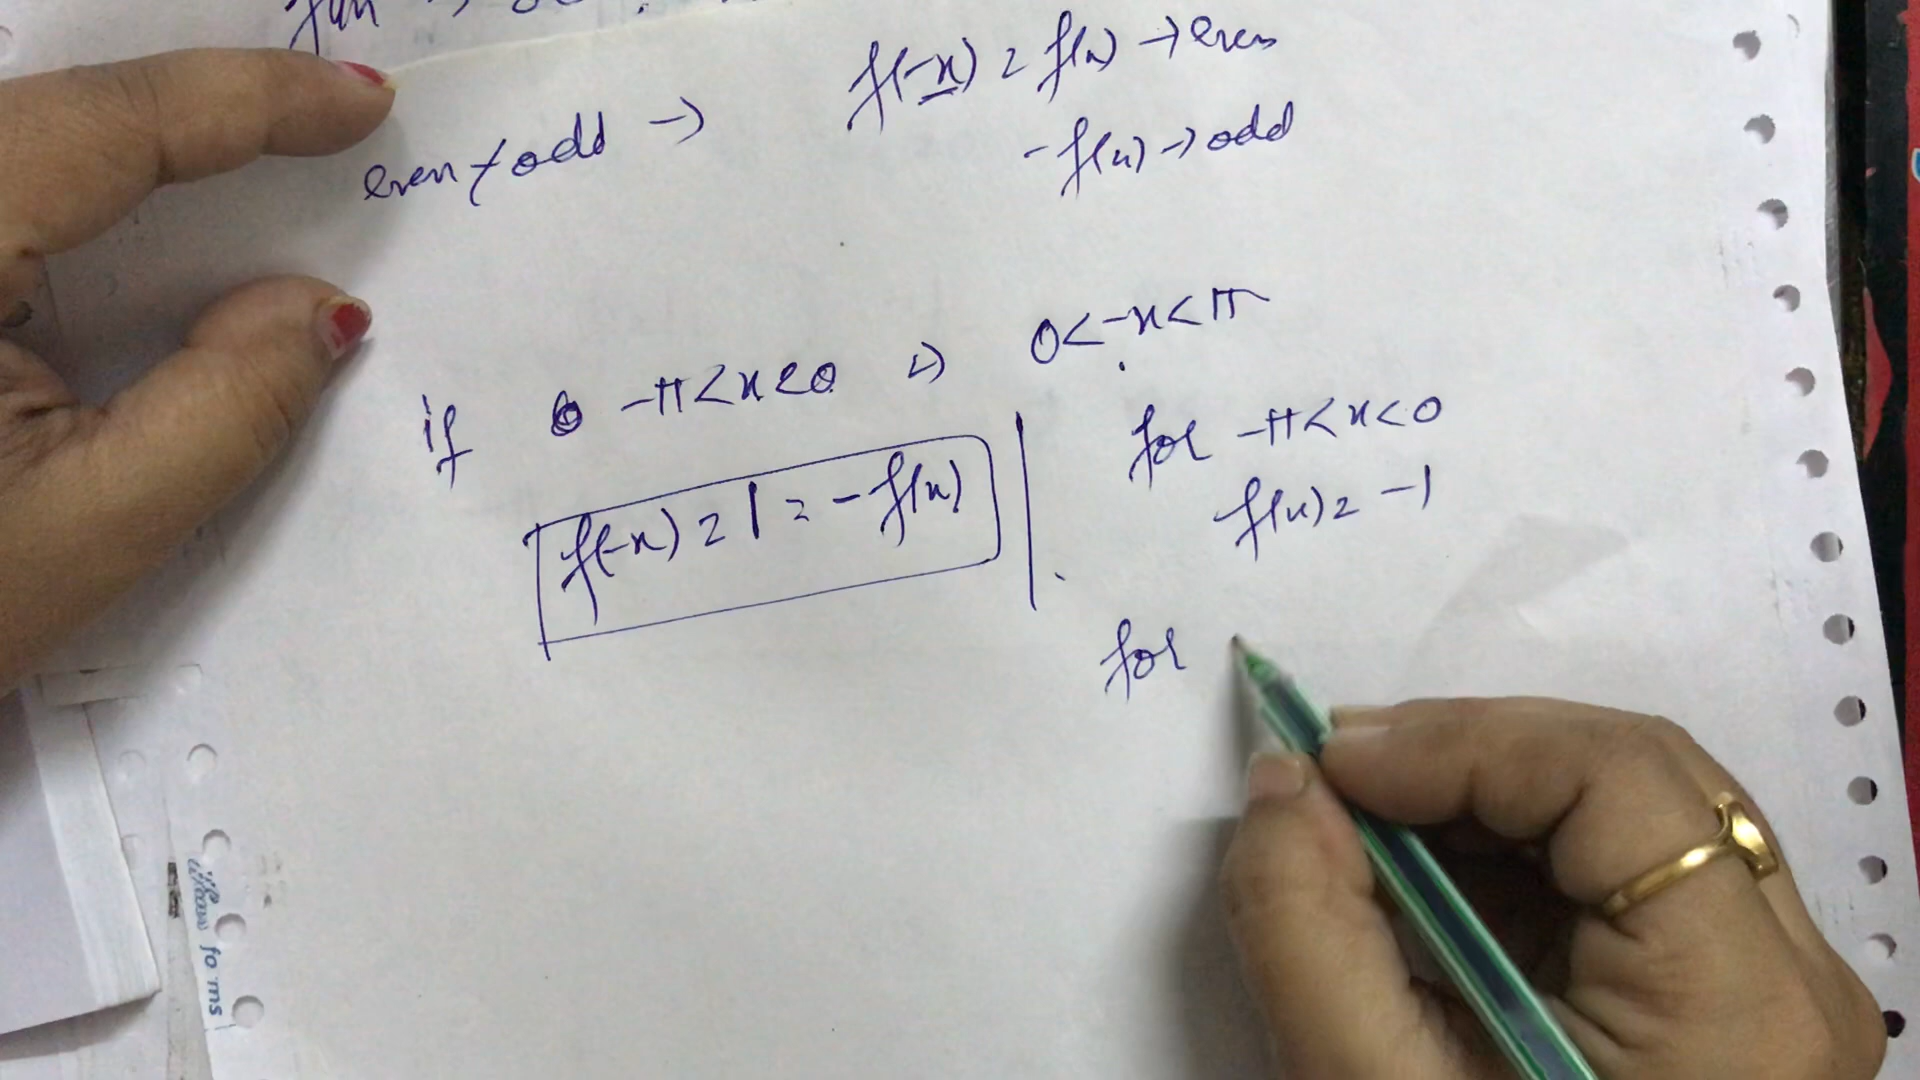 f(-x) = f(x) → even
even/odd →
-f(x) → odd
if -π<x<0 ⇒ 0<-x<π
for -π<x<0
f(-x) = 1 = -f(x)
f(x) = -1
for